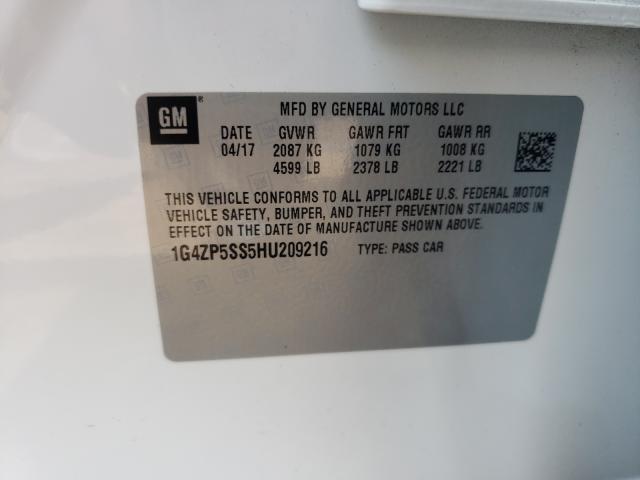 GM® MFD BY GENERAL MOTORS LLC
DATE GVWR GAWR FRT GAWR RR
04/17 2087 KG 1079 KG 1008 KG
4599 LB 2378 LB 2221 LB
THIS VEHICLE CONFORMS TO ALL APPLICABLE U.S. FEDERAL MOTOR
VEHICLE SAFETY, BUMPER, AND THEFT PREVENTION STANDARDS IN
EFFECT ON THE DATE OF MANUFACTURE SHOWN ABOVE.
1G4ZP5SS5HU209216 TYPE: PASS CAR